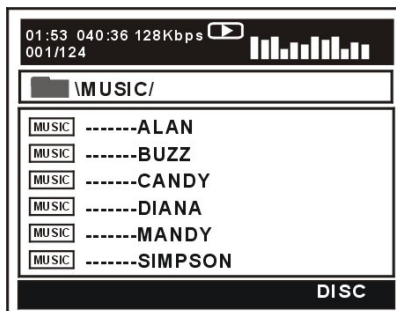 01:53 040:36 128Kbps
001/124
\MUSIC/
MUSIC -------ALAN
MUSIC -------BUZZ
MUSIC -------CANDY
MUSIC -------DIANA
MUSIC -------MANDY
MUSIC -------SIMPSON
DISC